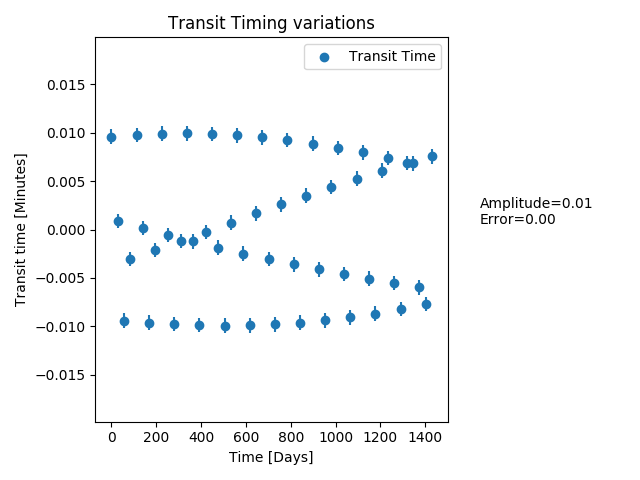 Transit Timing variations
Transit Time
0.015
0.010
0.005
0.000
−0.005
−0.010
−0.015
Transit time [Minutes]
Amplitude=0.01
Error=0.00
0 200 400 600 800 1000 1200 1400
Time [Days]